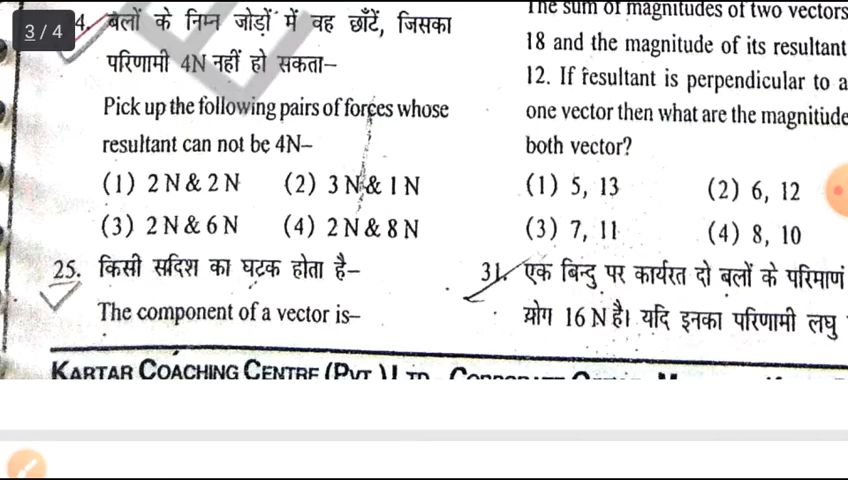 3 / 4
4. बलों के निम्न जोड़ों में वह छाँटें, जिसका
परिणामी 4N नहीं हो सकता–
Pick up the following pairs of forces whose
resultant can not be 4N–
(1) 2 N & 2 N (2) 3 N & 1 N
(3) 2 N & 6 N (4) 2 N & 8 N
25. किसी सदिश का घटक होता है–
The component of a vector is–
The sum of magnitudes of two vectors
18 and the magnitude of its resultant
12. If resultant is perpendicular to a
one vector then what are the magnitude
both vector?
(1) 5, 13 (2) 6, 12
(3) 7, 11 (4) 8, 10
31. एक बिन्दु पर कार्यरत दो बलों के परिमाण
योग 16 N है। यदि इनका परिणामी लघु
KARTAR COACHING CENTRE (PVT.) LTD.